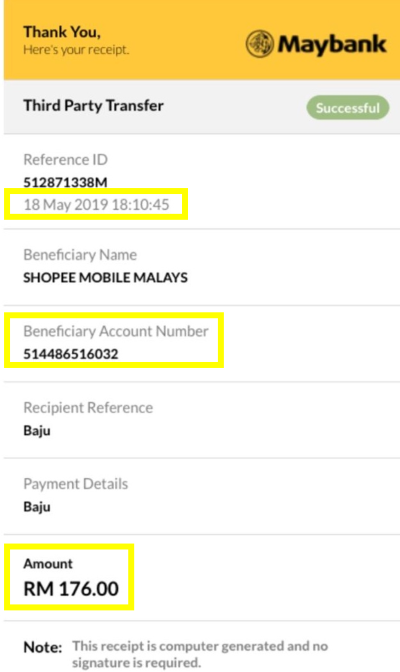 Thank You,
Here's your receipt.
Maybank
Third Party Transfer
Successful
Reference ID
512871338M
18 May 2019 18:10:45
Beneficiary Name
SHOPEE MOBILE MALAYS
Beneficiary Account Number
514486516032
Recipient Reference
Baju
Payment Details
Baju
Amount
RM 176.00
Note: This receipt is computer generated and no
signature is required.